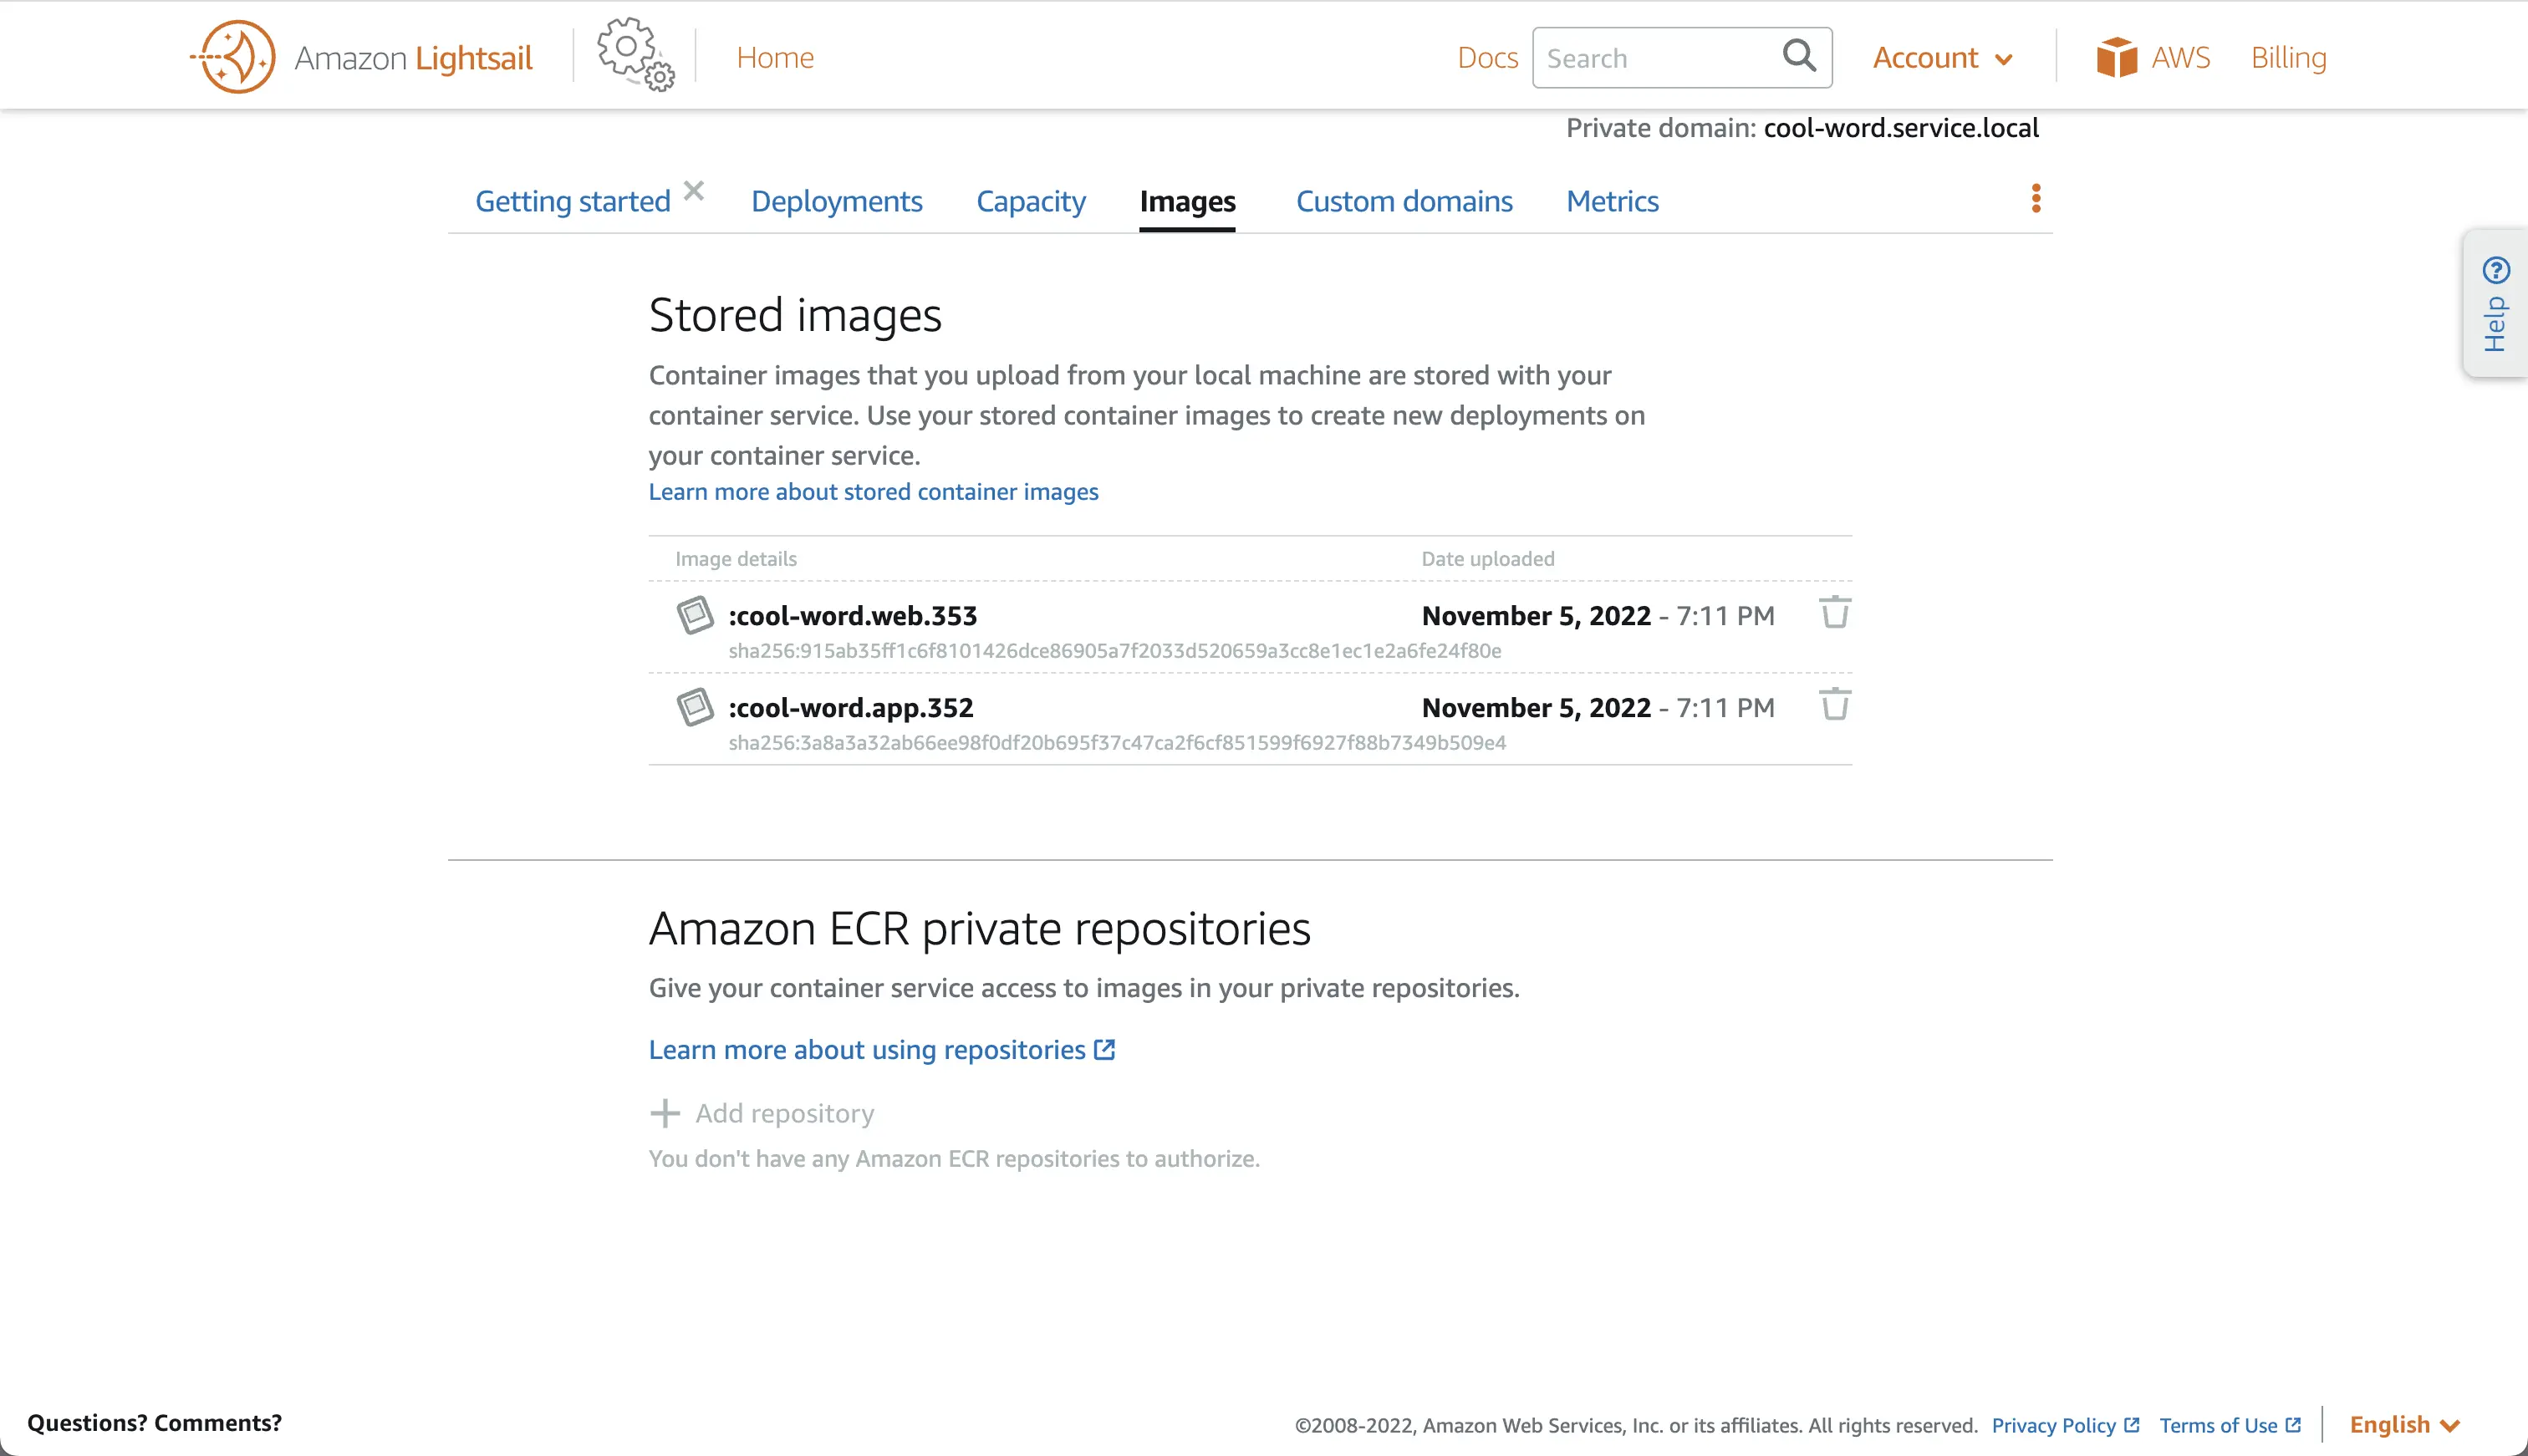 Amazon Lightsail
Home
Docs
Search
Account
AWS
Billing
Private domain: cool-word.service.local
Getting started
Deployments
Capacity
Images
Custom domains
Metrics
Help
Stored images
Container images that you upload from your local machine are stored with your
container service. Use your stored container images to create new deployments on
your container service.
Learn more about stored container images
Image details
Date uploaded
:cool-word.web.353
November 5, 2022 - 7:11 PM
sha256:915ab35ff1c6f8101426dce86905a7f2033d520659a3cc8e1ec1e2a6fe24f80e
:cool-word.app.352
November 5, 2022 - 7:11 PM
sha256:3a8a3a32ab66ee98f0df20b695f37c47ca2f6cf851599f6927f88b7349b509e4
Amazon ECR private repositories
Give your container service access to images in your private repositories.
Learn more about using repositories
Add repository
You don't have any Amazon ECR repositories to authorize.
Questions? Comments?
©2008-2022, Amazon Web Services, Inc. or its affiliates. All rights reserved.
Privacy Policy
Terms of Use
English